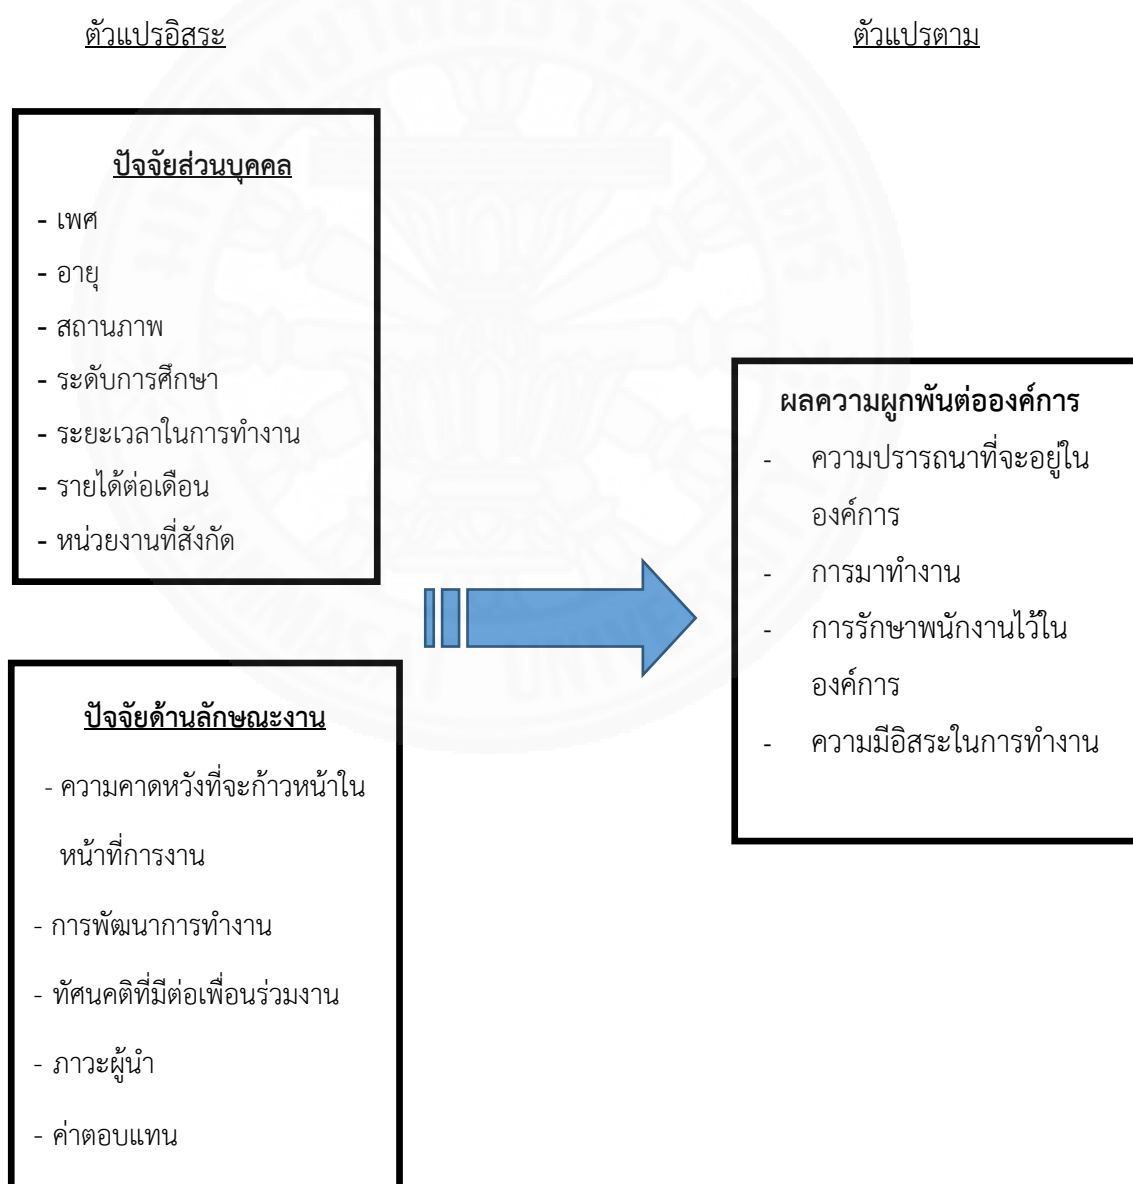 ตัวแปรอิสระ
ตัวแปรตาม
ปัจจัยส่วนบุคคล
- เพศ
- อายุ
- สถานภาพ
- ระดับการศึกษา
- ระยะเวลาในการทำงาน
- รายได้ต่อเดือน
- หน่วยงานที่สังกัด
ปัจจัยด้านลักษณะงาน
- ความคาดหวังที่จะก้าวหน้าใน
หน้าที่การงาน
- การพัฒนาการทำงาน
- ทัศนคติที่มีต่อเพื่อนร่วมงาน
- ภาวะผู้นำ
- ค่าตอบแทน
ผลความผูกพันต่อองค์การ
- ความปรารถนาที่จะอยู่ใน
องค์การ
- การมาทำงาน
- การรักษาพนักงานไว้ใน
องค์การ
- ความมีอิสระในการทำงาน